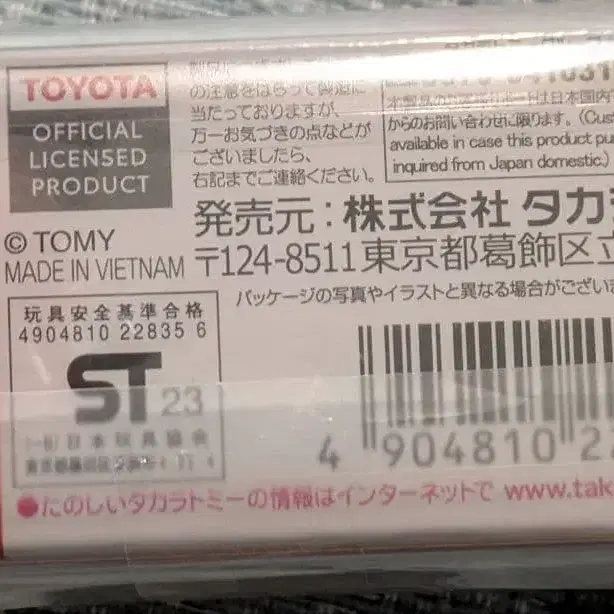 TOYOTA
OFFICIAL
LICENSED
PRODUCT
の注意をはらって製造に
当たっておりますが、
万一お気づきの点などが
ございましたら、
右記までご連絡ください。
からのお問い合わせに限ります。(Cus
available in case this product pu
inquired from Japan domestic.)
発売元：株式会社タカ
© TOMY
MADE IN VIETNAM
〒124-8511東京都葛飾区立
パッケージの写真やイラストと異なる場合がござい
玩具安全基準合格
4904810 22835 6
ST 23
日本玩具協会
4 904810 22
●たのしいタカラトミーの情報はインターネットで www.tak